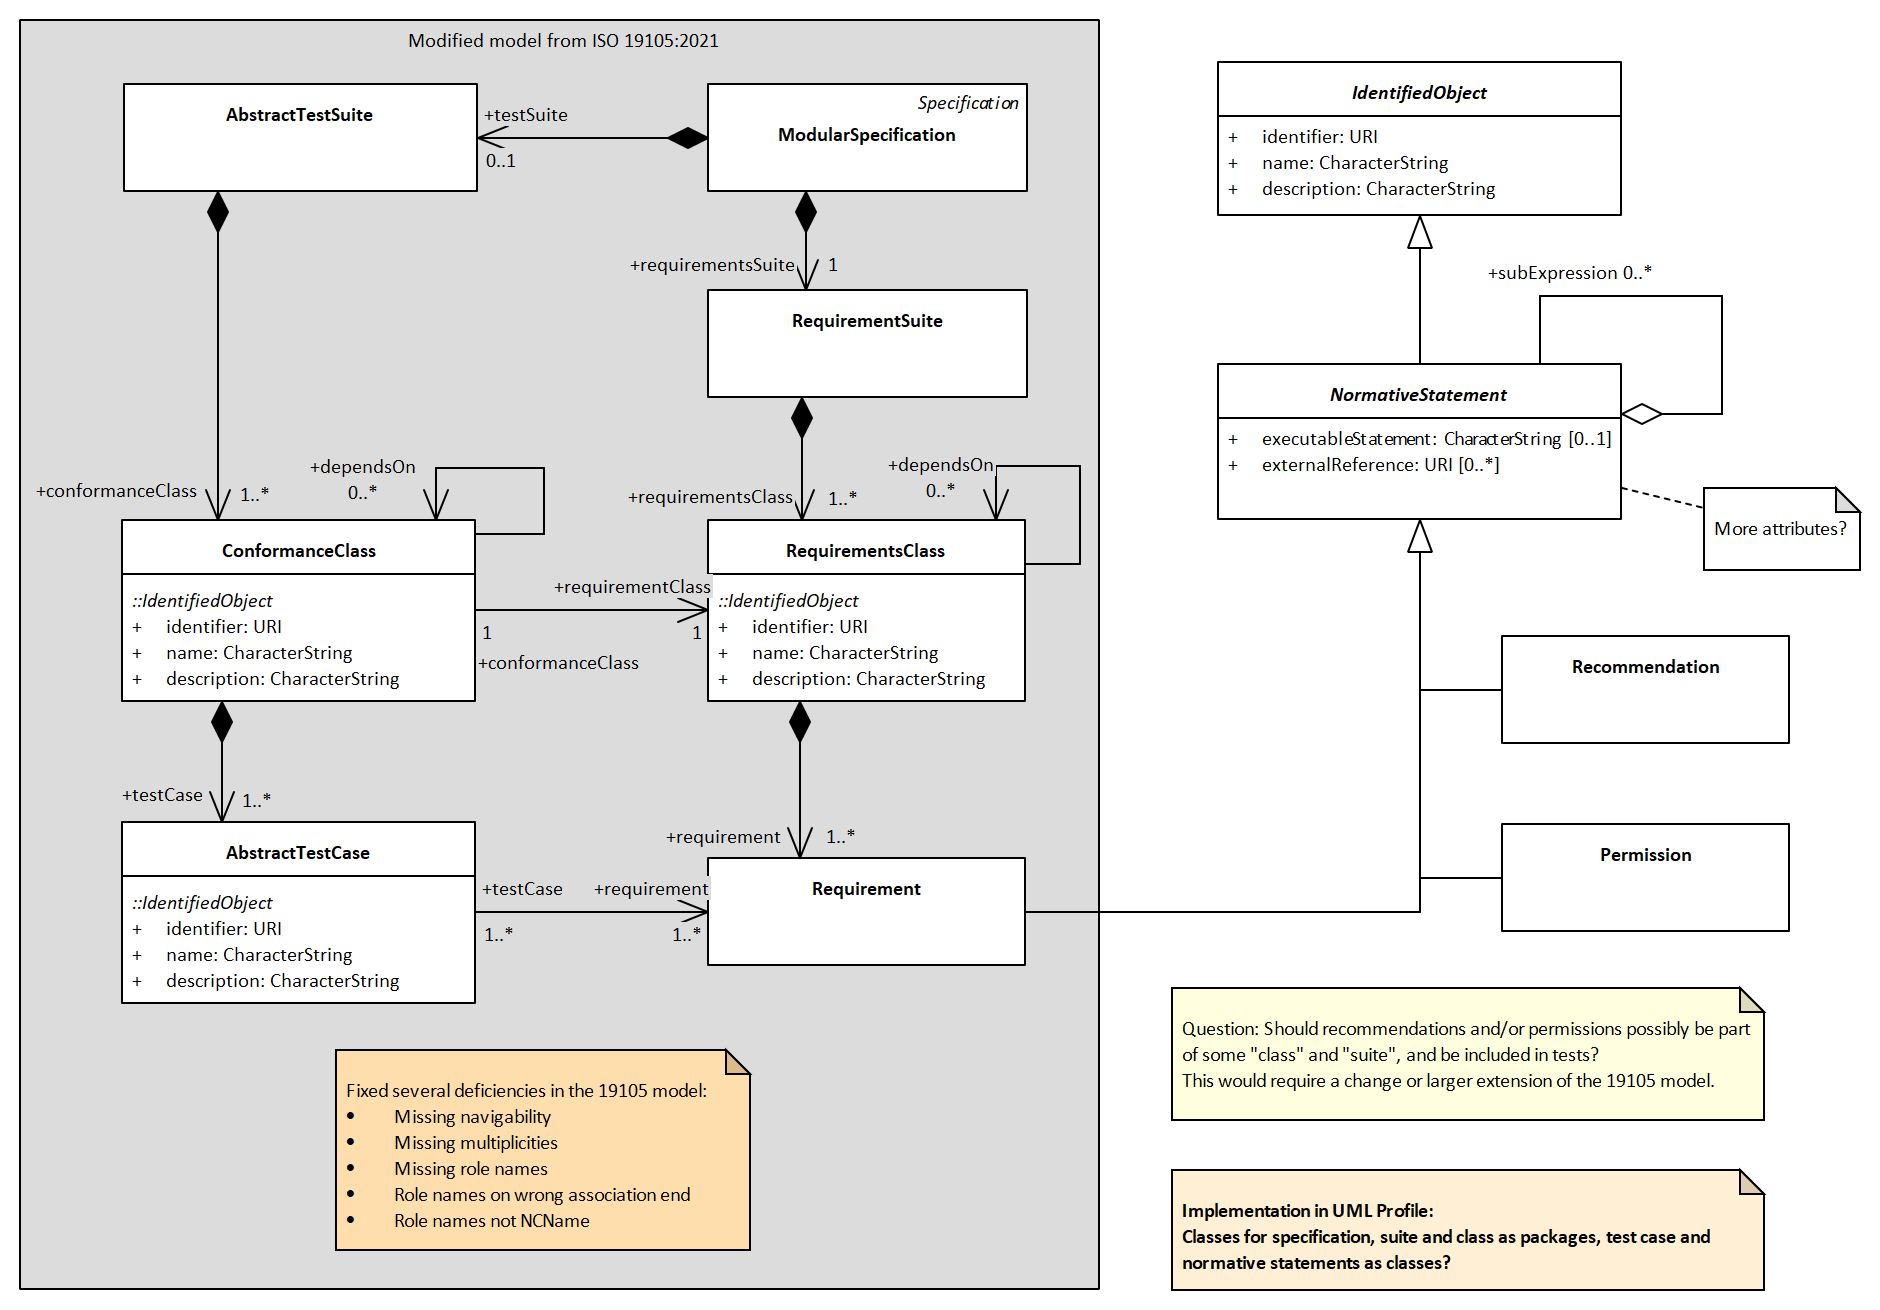 Modified model from ISO 19105:2021
AbstractTestSuite
+testSuite
0..1
Specification
ModularSpecification
+requirementsSuite
1
RequirementSuite
+conformanceClass
1..*
+dependsOn
0..*
+requirementsClass
1..*
+dependsOn
0..*
ConformanceClass
::IdentifiedObject
+ identifier: URI
+ name: CharacterString
+ description: CharacterString
+requirementClass
1
1
+conformanceClass
RequirementsClass
::IdentifiedObject
+ identifier: URI
+ name: CharacterString
+ description: CharacterString
+testCase
1..*
+requirement
1..*
AbstractTestCase
::IdentifiedObject
+ identifier: URI
+ name: CharacterString
+ description: CharacterString
+testCase
1..*
+requirement
1..*
Requirement
Fixed several deficiencies in the 19105 model:
• Missing navigability
• Missing multiplicities
• Missing role names
• Role names on wrong association end
• Role names not NCName
IdentifiedObject
+ identifier: URI
+ name: CharacterString
+ description: CharacterString
+subExpression 0..*
NormativeStatement
+ executableStatement: CharacterString [0..1]
+ externalReference: URI [0..*]
More attributes?
Recommendation
Permission
Question: Should recommendations and/or permissions possibly be part
of some "class" and "suite", and be included in tests?
This would require a change or larger extension of the 19105 model.
Implementation in UML Profile:
Classes for specification, suite and class as packages, test case and
normative statements as classes?